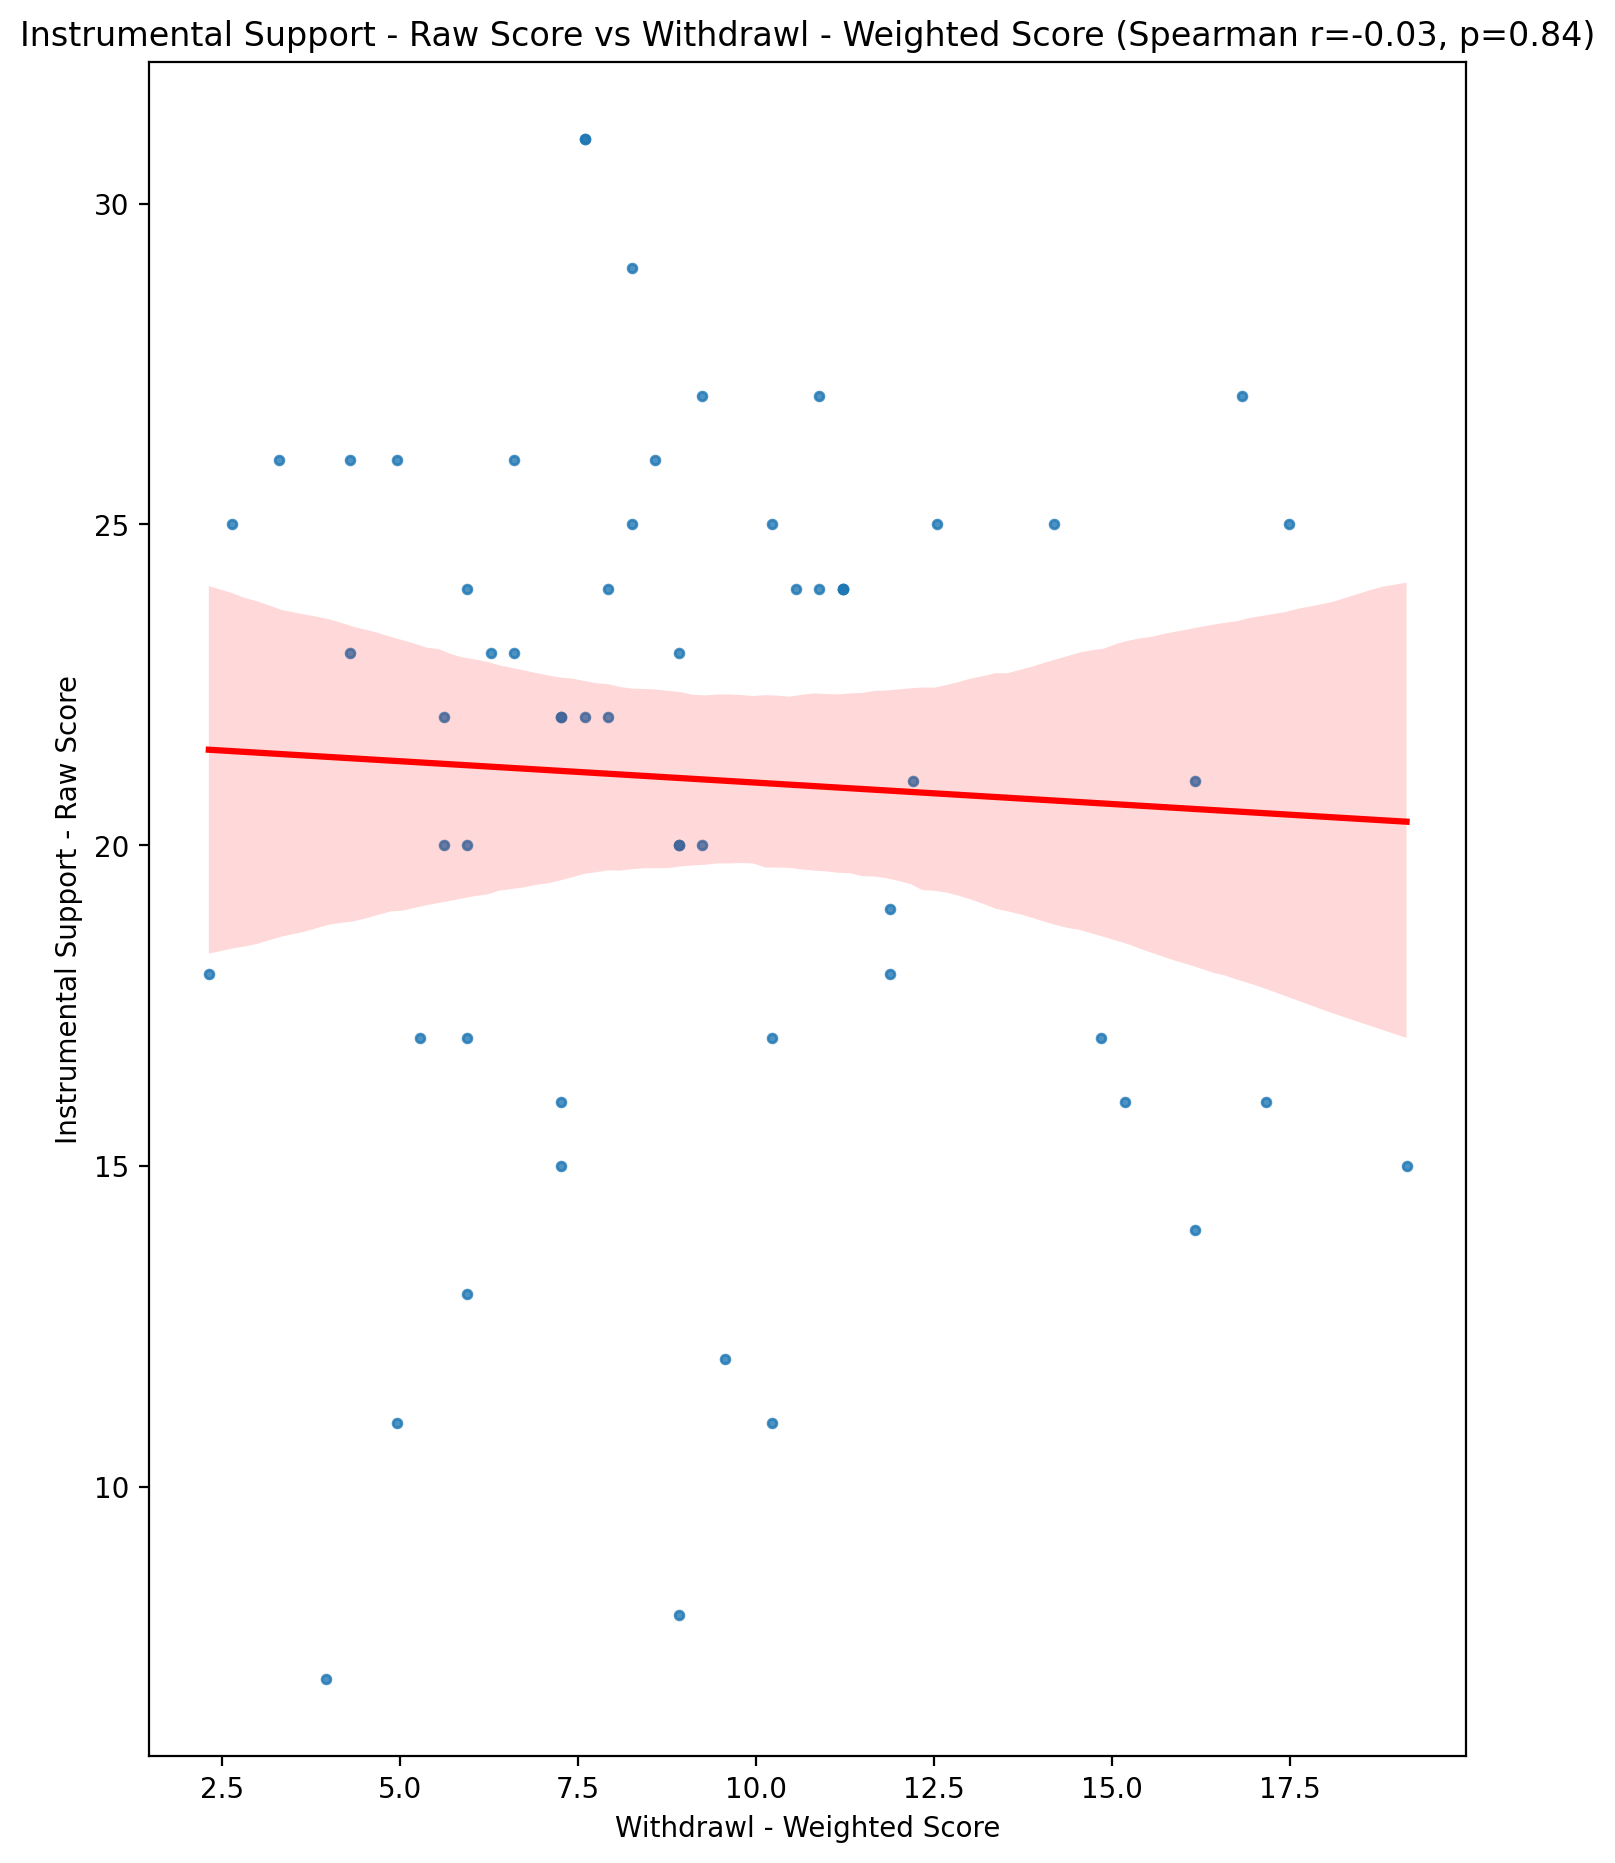 Instrumental Support - Raw Score vs Withdrawl - Weighted Score (Spearman r=-0.03, p=0.84)
Instrumental Support - Raw Score
30
25
20
15
10
2.5 5.0 7.5 10.0 12.5 15.0 17.5
Withdrawl - Weighted Score